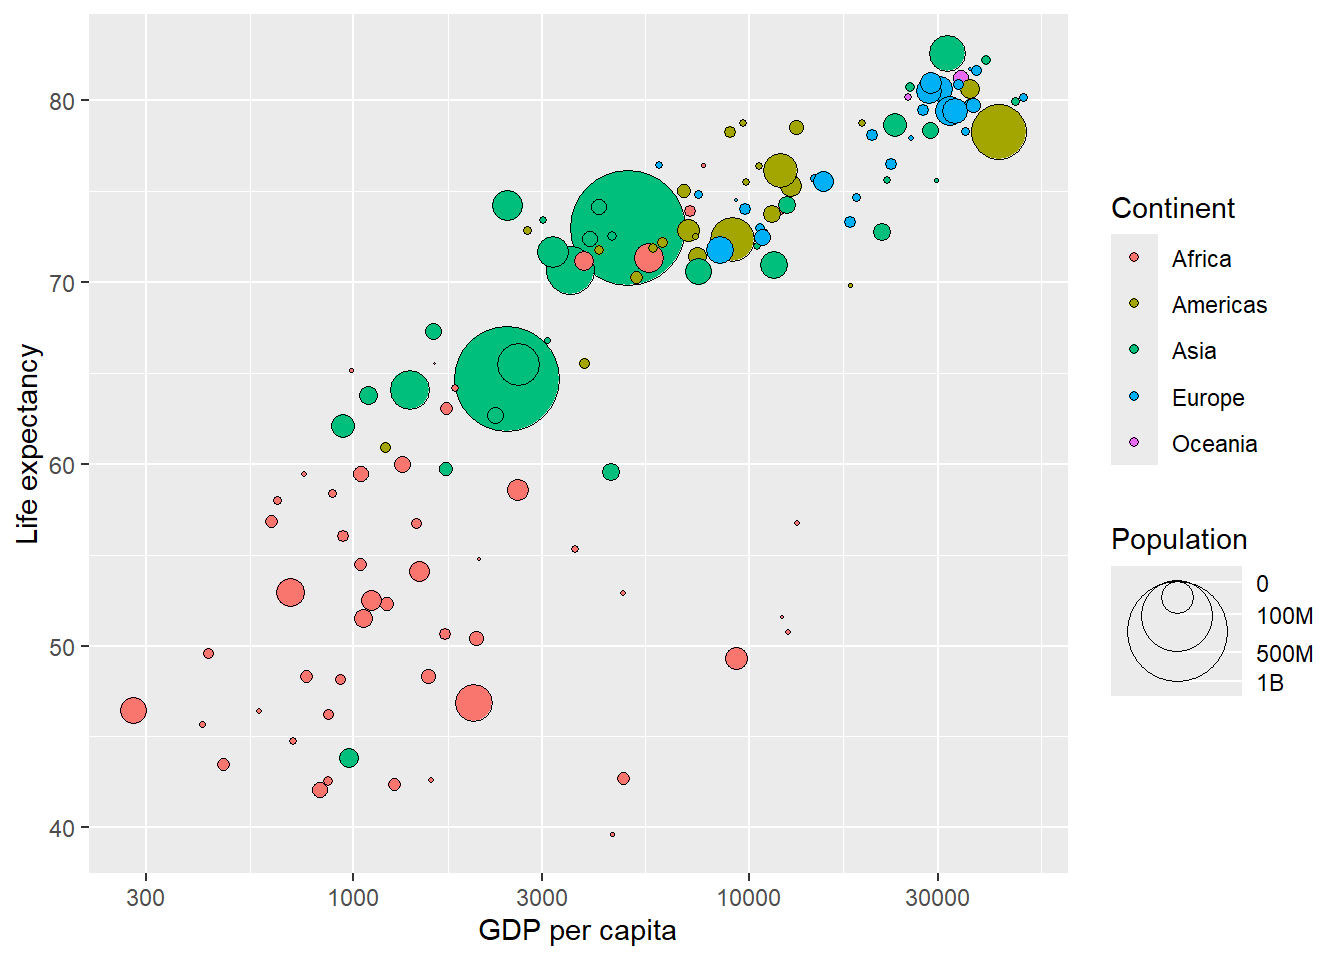 80
70
60
50
40
Life expectancy
300
1000
3000
10000
30000
GDP per capita
Continent
Africa
Americas
Asia
Europe
Oceania
Population
0
100M
500M
1B